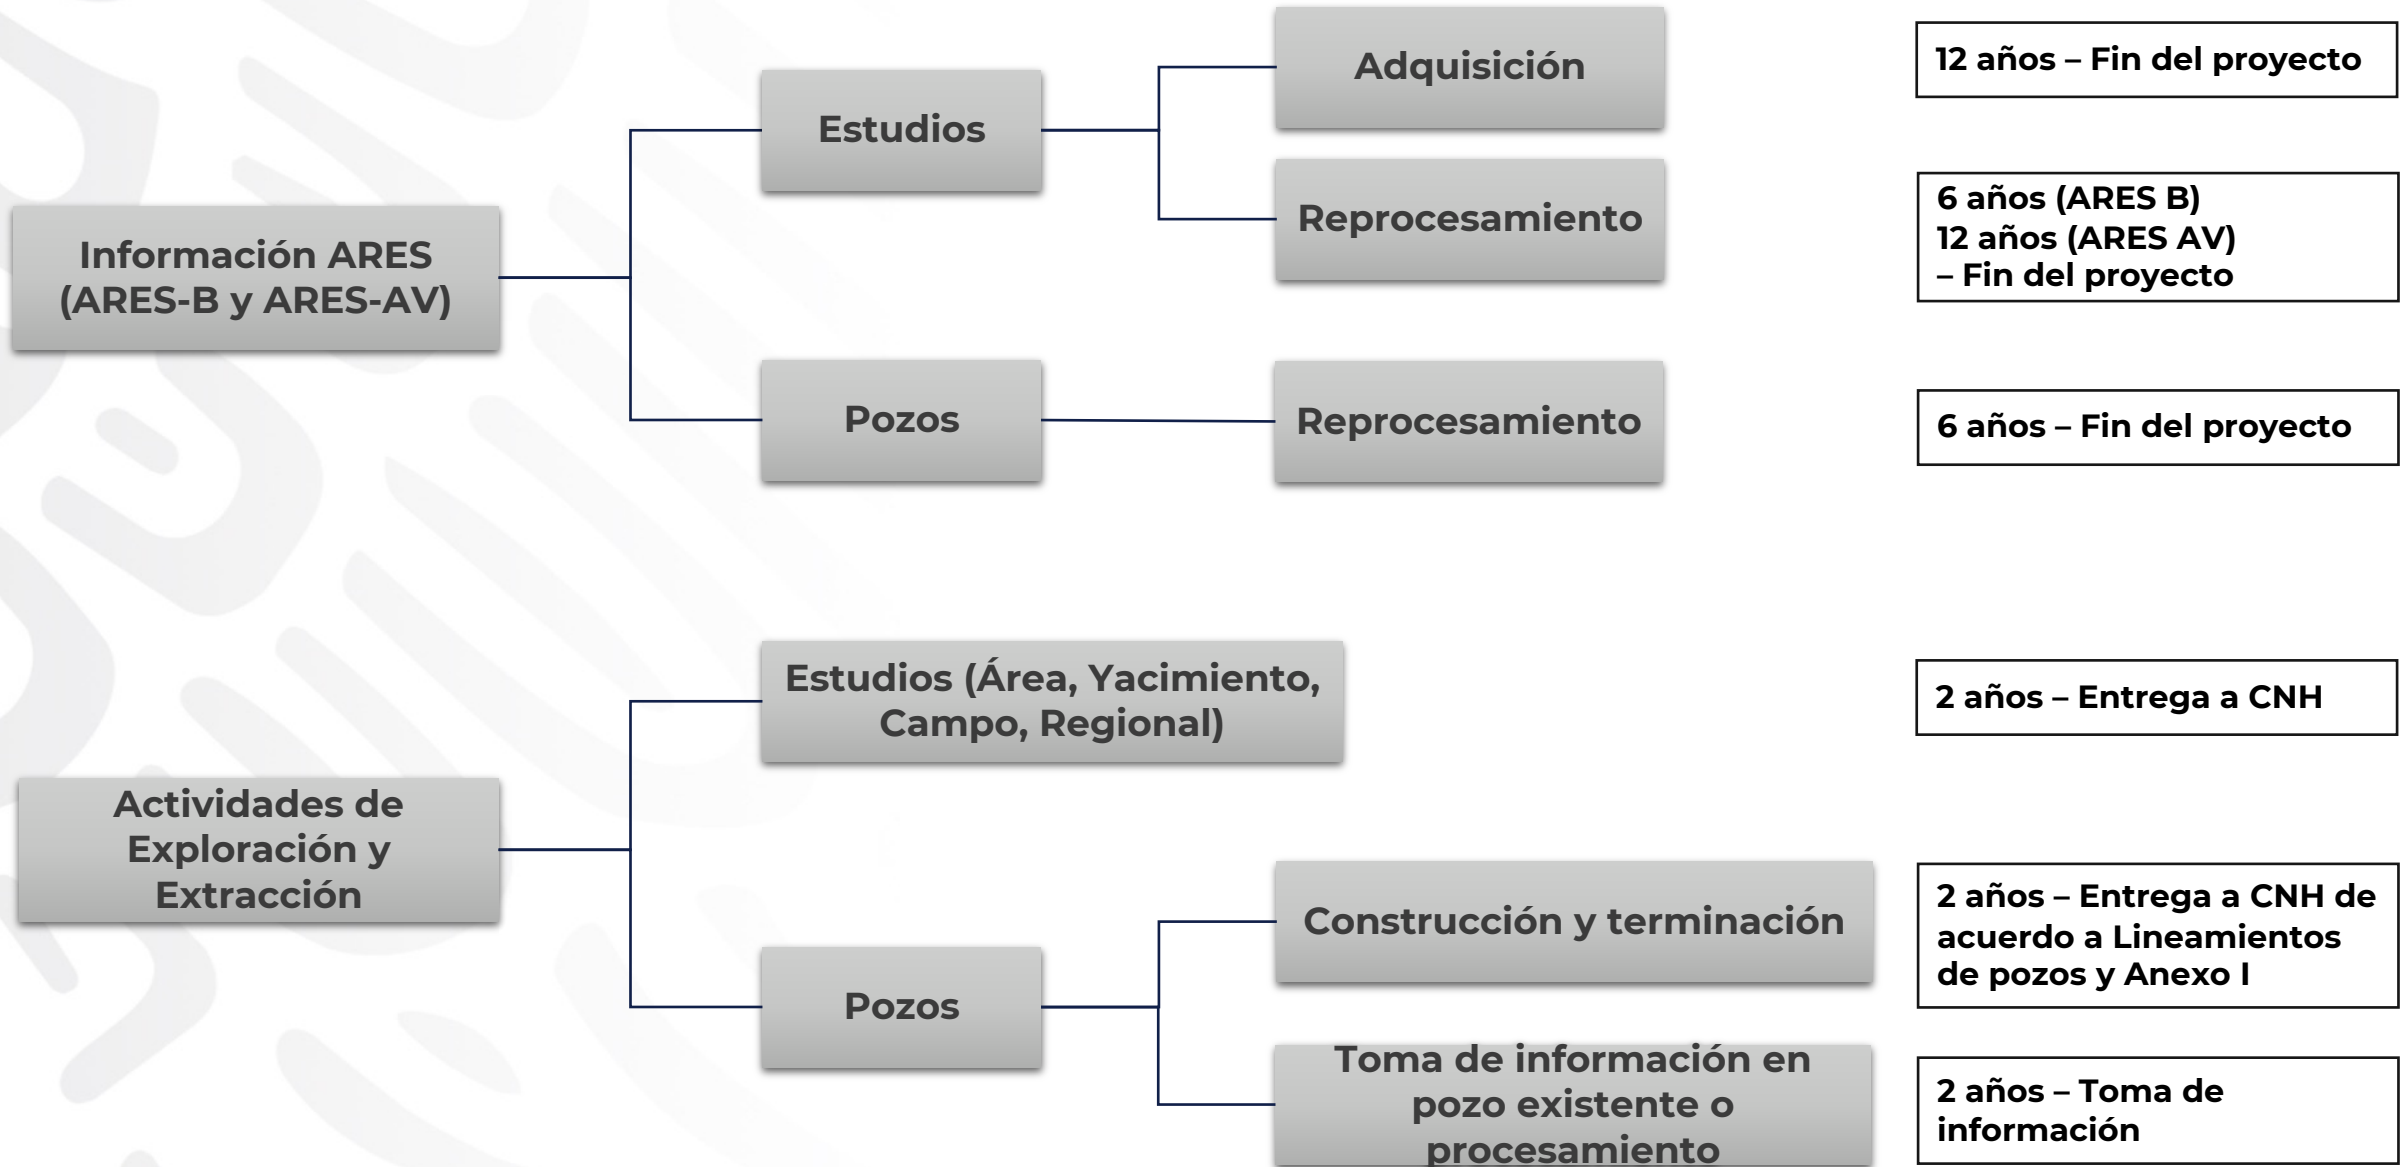 Información ARES
(ARES-B y ARES-AV)
Estudios
Adquisición
12 años – Fin del proyecto
Reprocesamiento
6 años (ARES B)
12 años (ARES AV)
– Fin del proyecto
Pozos
Reprocesamiento
6 años – Fin del proyecto
Actividades de
Exploración y
Extracción
Estudios (Área, Yacimiento,
Campo, Regional)
2 años – Entrega a CNH
Pozos
Construcción y terminación
2 años – Entrega a CNH de
acuerdo a Lineamientos
de pozos y Anexo I
Toma de información en
pozo existente o
procesamiento
2 años – Toma de
información